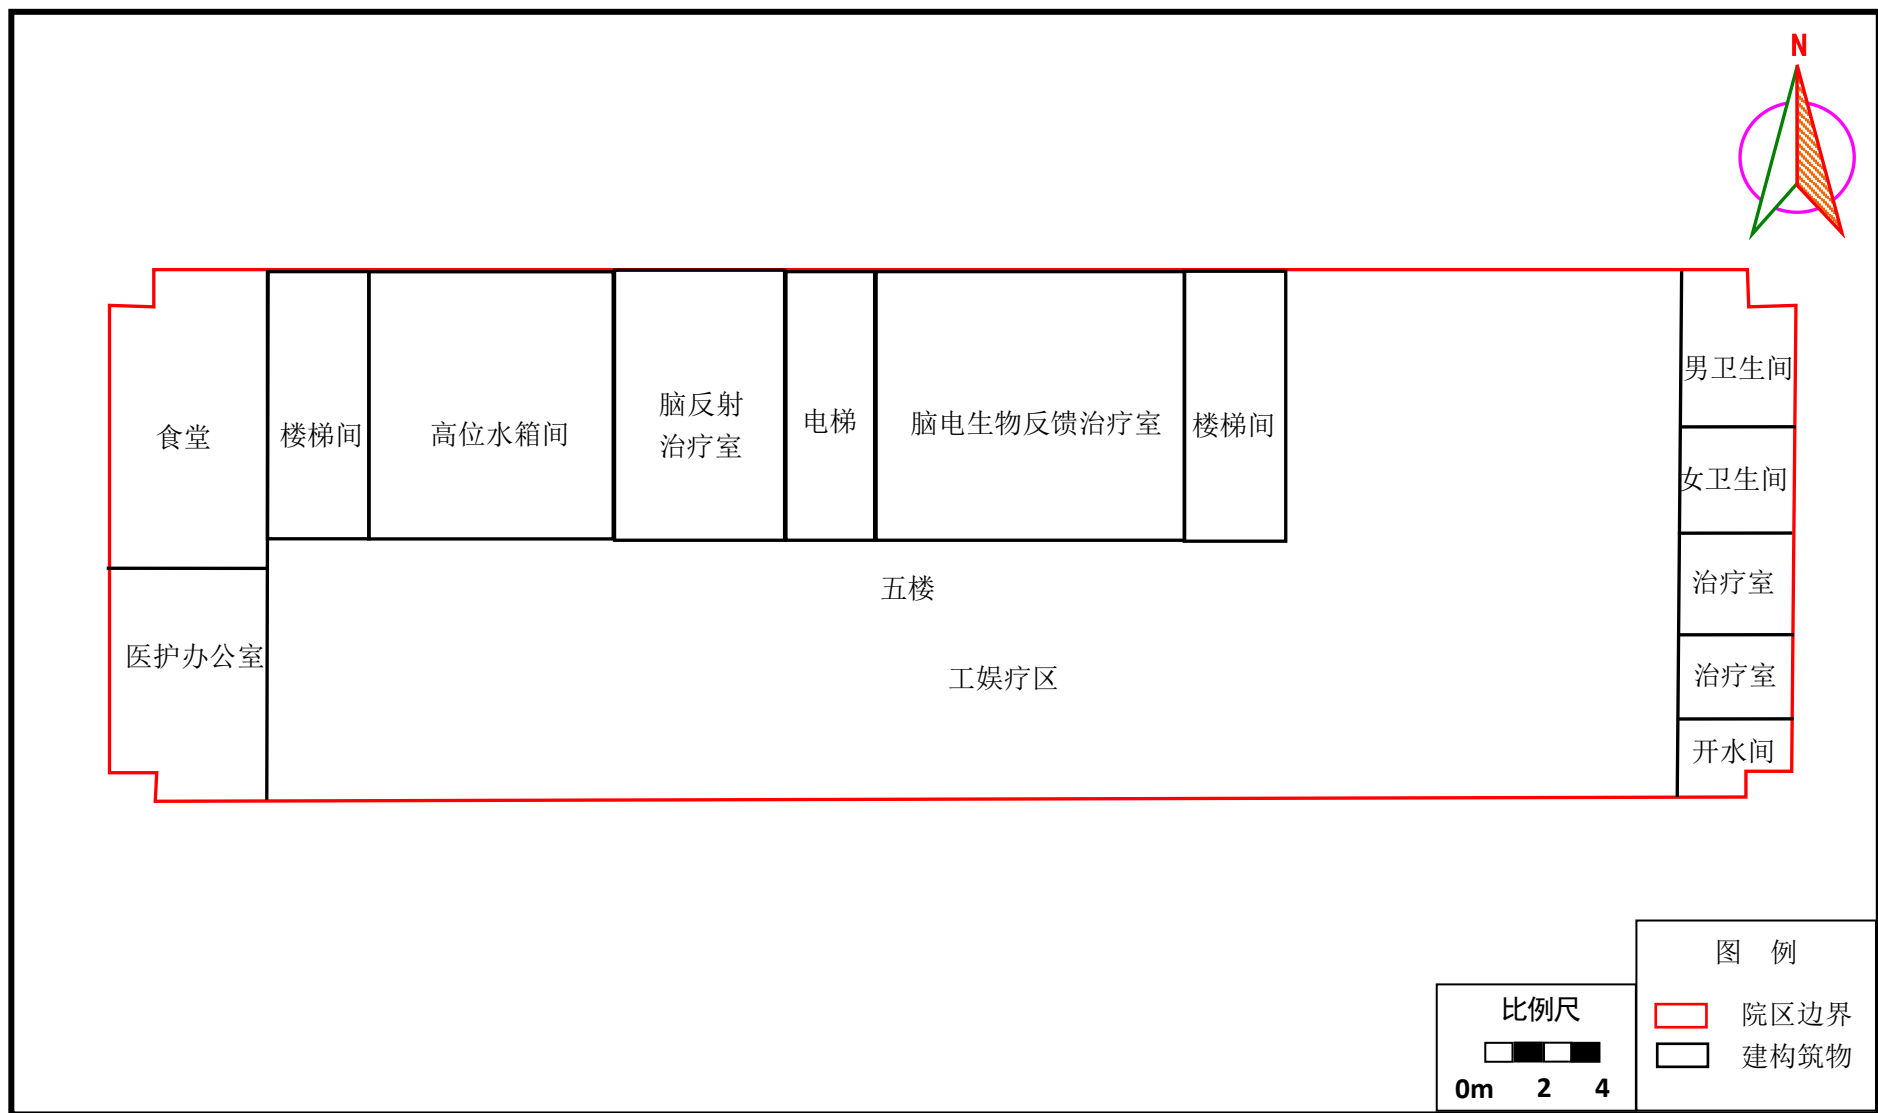 N
食堂
楼梯间
高位水箱间
脑反射
治疗室
电梯
脑电生物反馈治疗室
楼梯间
男卫生间
女卫生间
治疗室
治疗室
开水间
医护办公室
五楼
工娱疗区
图 例
院区边界
建构筑物
比例尺
0m 2 4